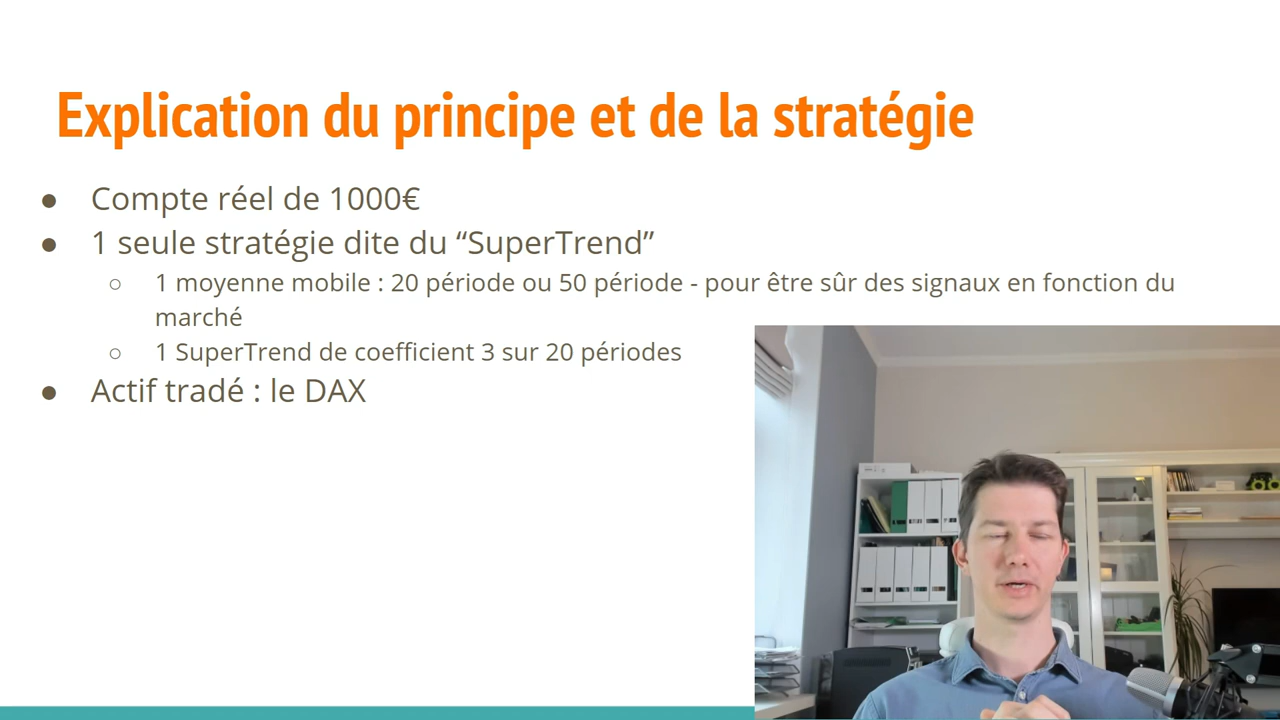 Explication du principe et de la stratégie
● Compte réel de 1000€
● 1 seule stratégie dite du “SuperTrend”
○ 1 moyenne mobile : 20 période ou 50 période - pour être sûr des signaux en fonction du
marché
○ 1 SuperTrend de coefficient 3 sur 20 périodes
● Actif tradé : le DAX